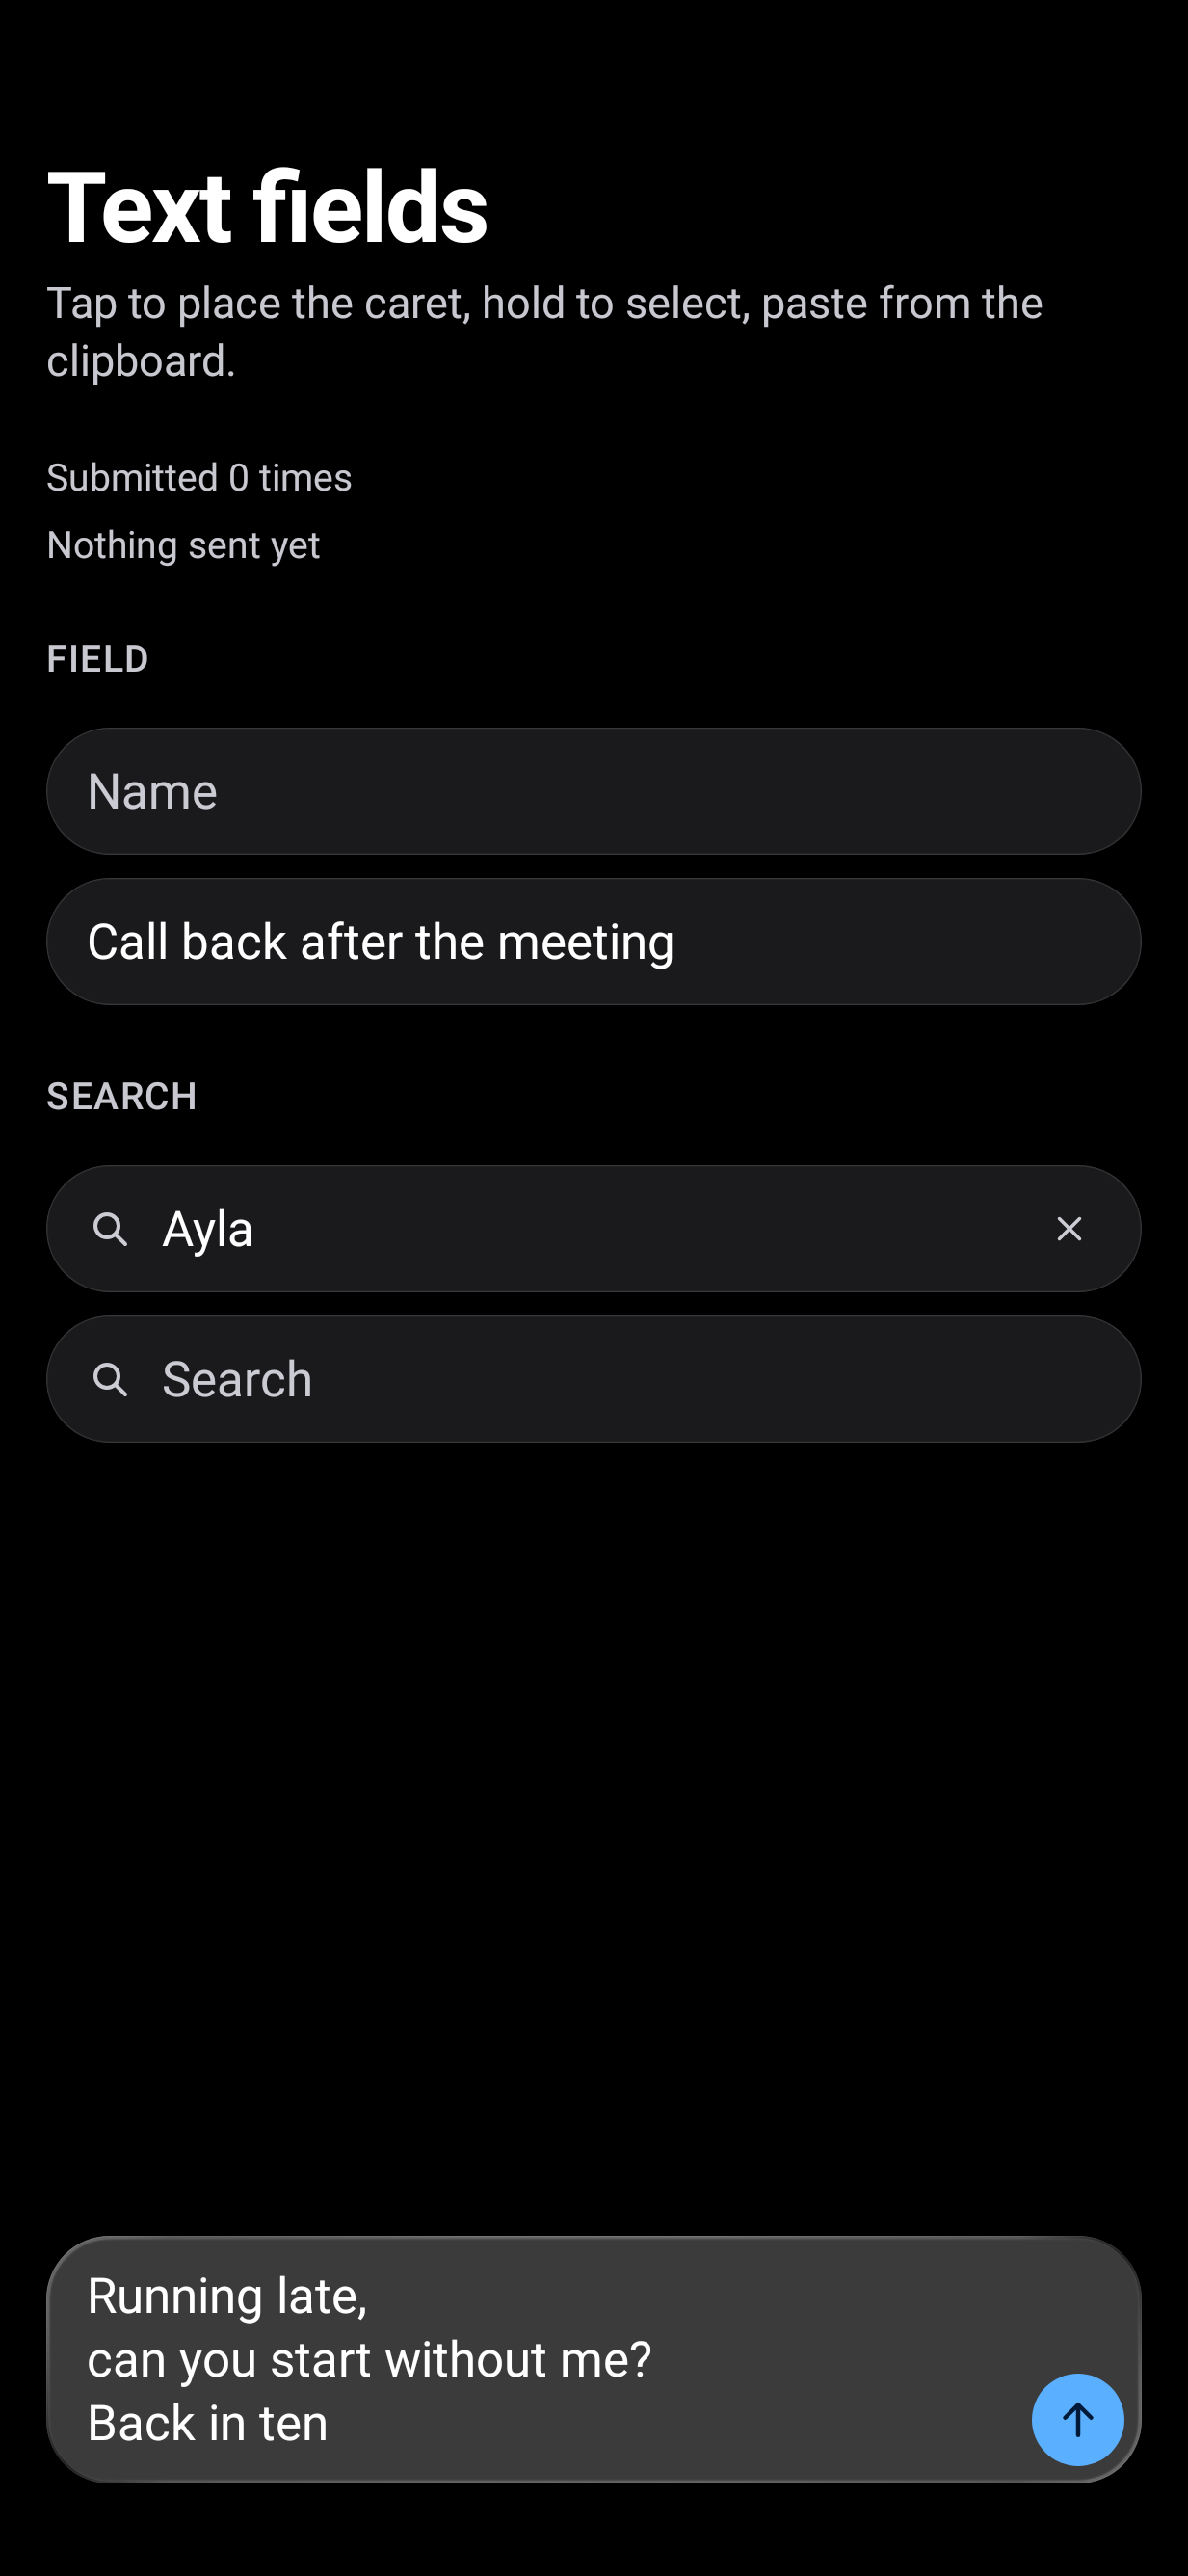 Text fields
Tap to place the caret, hold to select, paste from the
clipboard.
Submitted 0 times
Nothing sent yet
FIELD
Name
Call back after the meeting
SEARCH
Ayla
Search
Running late,
can you start without me?
Back in ten